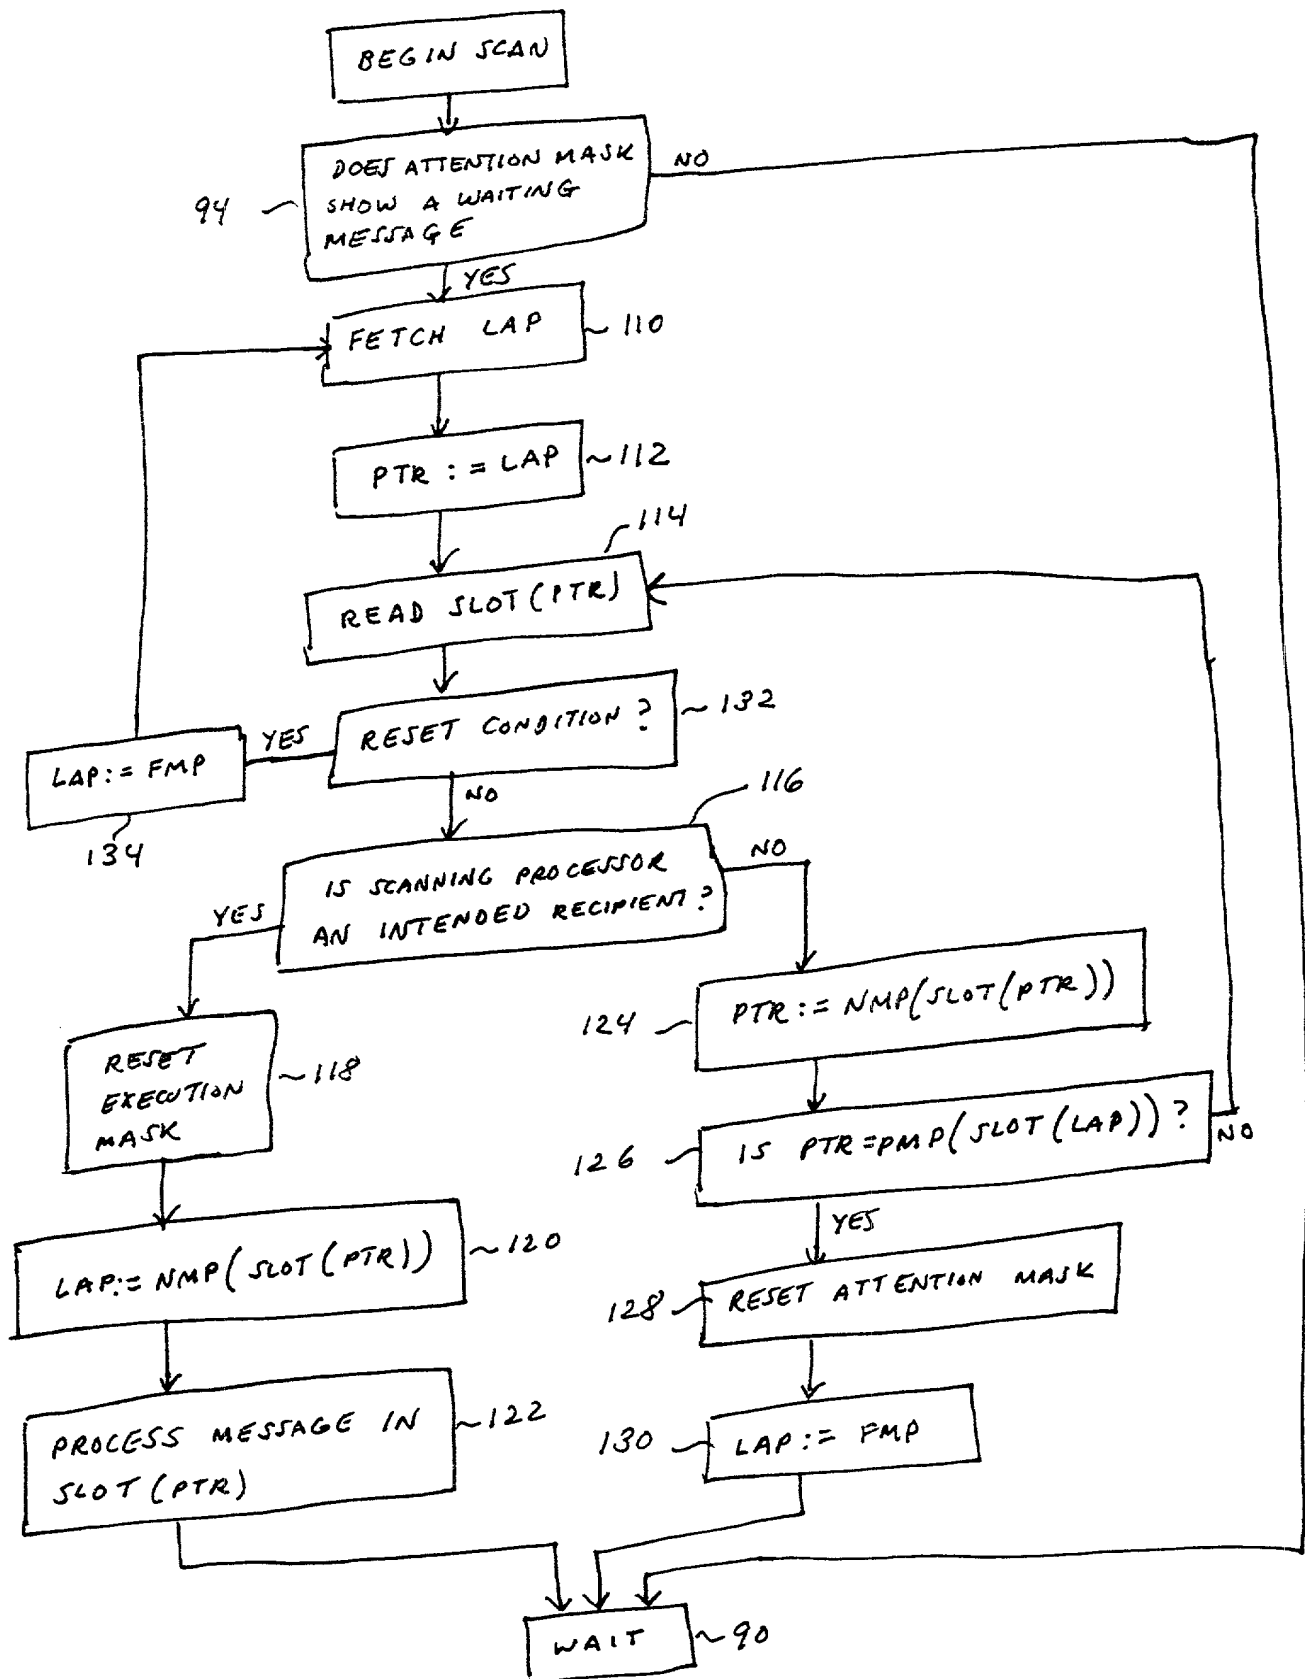 BEGIN SCAN
DOES ATTENTION MASK
SHOW A WAITING
MESSAGE
NO
94
YES
FETCH LAP
110
PTR := LAP
112
114
READ SLOT(PTR)
RESET CONDITION?
132
YES
LAP:= FMP
134
NO
116
IS SCANNING PROCESSOR
AN INTENDED RECIPIENT?
NO
YES
PTR:= NMP(SLOT(PTR))
124
RESET
EXECUTION
MASK
118
IS PTR=PMP(SLOT(LAP))?
126
NO
YES
LAP:= NMP(SLOT(PTR))
120
RESET ATTENTION MASK
128
PROCESS MESSAGE IN
SLOT(PTR)
122
LAP:= FMP
130
WAIT
90